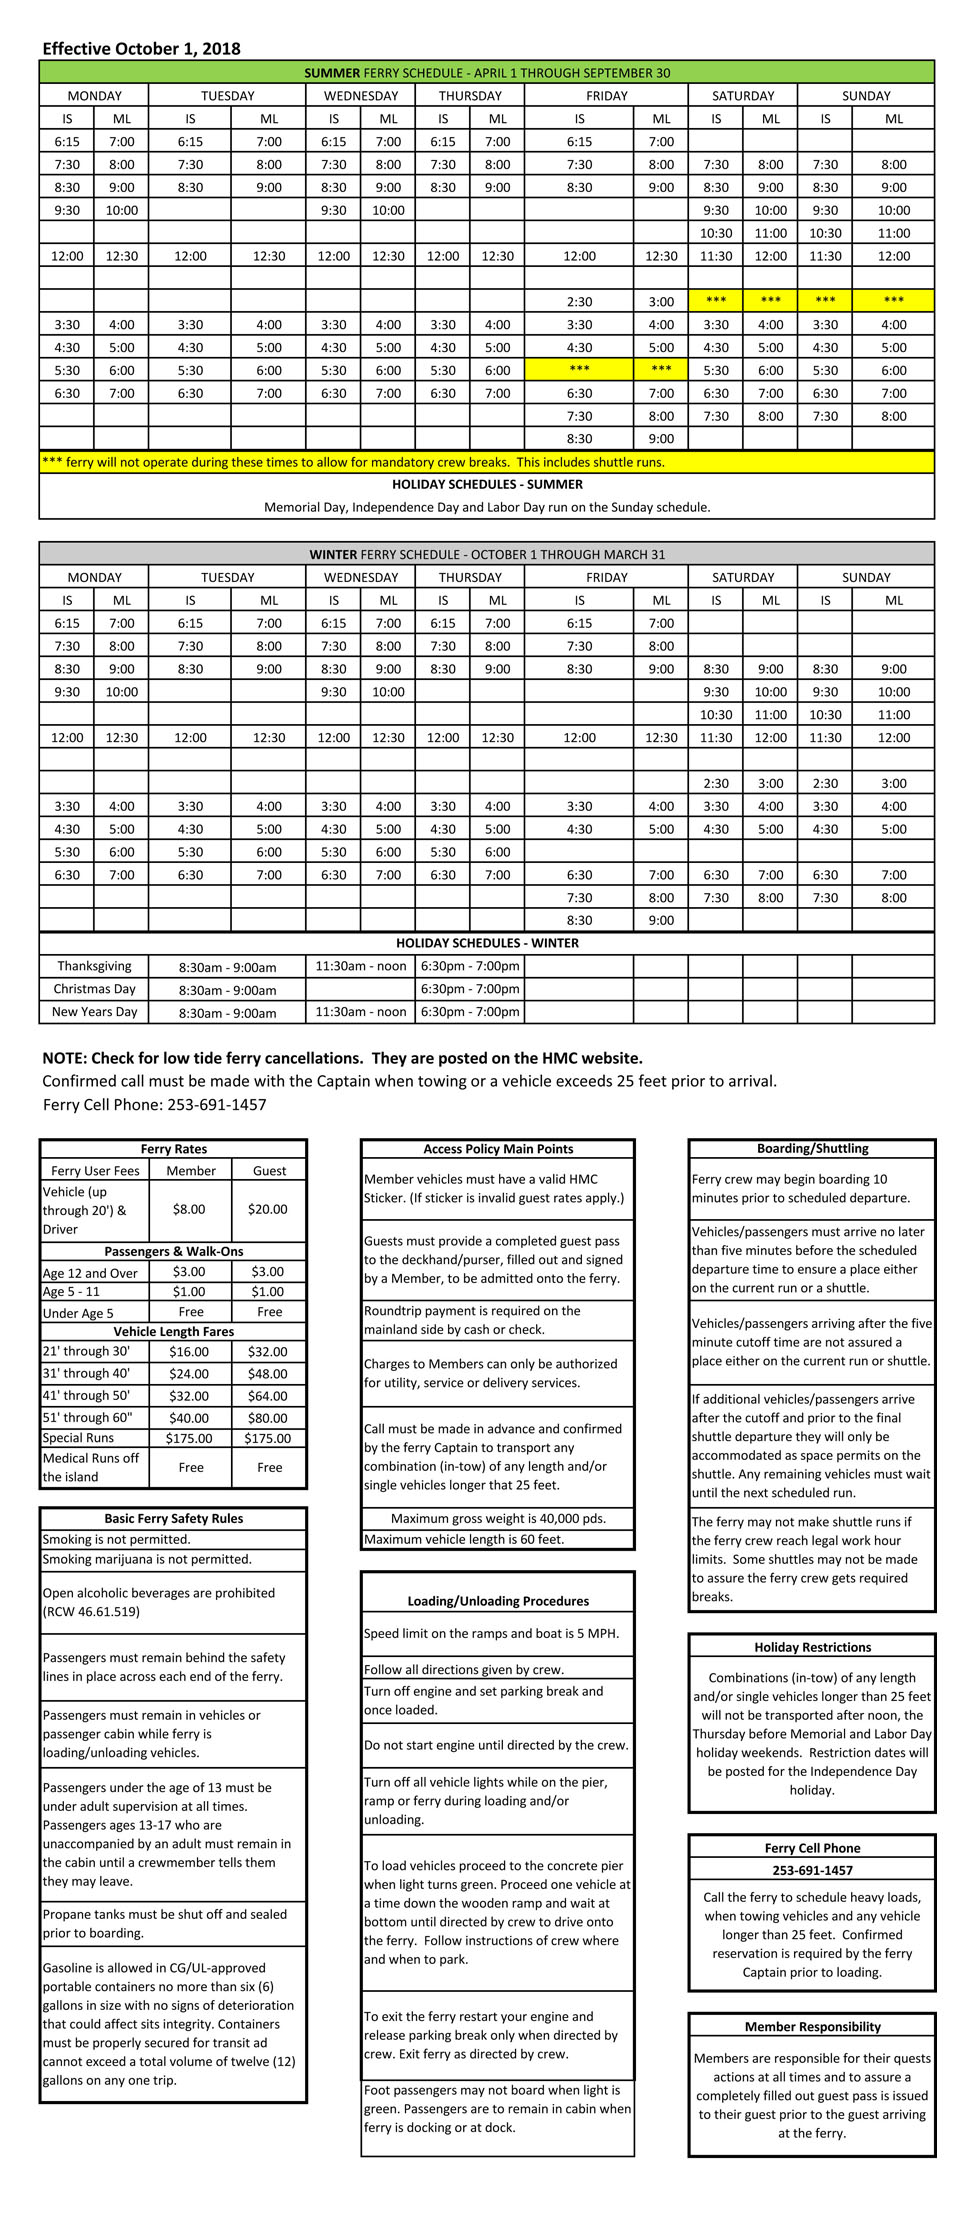 Effective October 1, 2018
SUMMER FERRY SCHEDULE - APRIL 1 THROUGH SEPTEMBER 30
MONDAY TUESDAY WEDNESDAY THURSDAY FRIDAY SATURDAY SUNDAY
IS ML IS ML IS ML IS ML IS ML IS ML IS ML
6:15 7:00 6:15 7:00 6:15 7:00 6:15 7:00 6:15 7:00
7:30 8:00 7:30 8:00 7:30 8:00 7:30 8:00 7:30 8:00 7:30 8:00 7:30 8:00
8:30 9:00 8:30 9:00 8:30 9:00 8:30 9:00 8:30 9:00 8:30 9:00 8:30 9:00
9:30 10:00 9:30 10:00 9:30 10:00 9:30 10:00
10:30 11:00 10:30 11:00
12:00 12:30 12:00 12:30 12:00 12:30 12:00 12:30 12:00 12:30 11:30 12:00 11:30 12:00
2:30 3:00 *** *** *** ***
3:30 4:00 3:30 4:00 3:30 4:00 3:30 4:00 3:30 4:00 3:30 4:00 3:30 4:00
4:30 5:00 4:30 5:00 4:30 5:00 4:30 5:00 4:30 5:00 4:30 5:00 4:30 5:00
5:30 6:00 5:30 6:00 5:30 6:00 5:30 6:00 *** *** 5:30 6:00 5:30 6:00
6:30 7:00 6:30 7:00 6:30 7:00 6:30 7:00 6:30 7:00 6:30 7:00 6:30 7:00
7:30 8:00 7:30 8:00 7:30 8:00
8:30 9:00
*** ferry will not operate during these times to allow for mandatory crew breaks. This includes shuttle runs.
HOLIDAY SCHEDULES - SUMMER
Memorial Day, Independence Day and Labor Day run on the Sunday schedule.
WINTER FERRY SCHEDULE - OCTOBER 1 THROUGH MARCH 31
MONDAY TUESDAY WEDNESDAY THURSDAY FRIDAY SATURDAY SUNDAY
IS ML IS ML IS ML IS ML IS ML IS ML IS ML
6:15 7:00 6:15 7:00 6:15 7:00 6:15 7:00 6:15 7:00
7:30 8:00 7:30 8:00 7:30 8:00 7:30 8:00 7:30 8:00
8:30 9:00 8:30 9:00 8:30 9:00 8:30 9:00 8:30 9:00 8:30 9:00 8:30 9:00
9:30 10:00 9:30 10:00 9:30 10:00 9:30 10:00
10:30 11:00 10:30 11:00
12:00 12:30 12:00 12:30 12:00 12:30 12:00 12:30 12:00 12:30 11:30 12:00 11:30 12:00
2:30 3:00 2:30 3:00
3:30 4:00 3:30 4:00 3:30 4:00 3:30 4:00 3:30 4:00 3:30 4:00 3:30 4:00
4:30 5:00 4:30 5:00 4:30 5:00 4:30 5:00 4:30 5:00 4:30 5:00 4:30 5:00
5:30 6:00 5:30 6:00 5:30 6:00 5:30 6:00
6:30 7:00 6:30 7:00 6:30 7:00 6:30 7:00 6:30 7:00 6:30 7:00 6:30 7:00
7:30 8:00 7:30 8:00 7:30 8:00
8:30 9:00
HOLIDAY SCHEDULES - WINTER
Thanksgiving 8:30am - 9:00am 11:30am - noon 6:30pm - 7:00pm
Christmas Day 8:30am - 9:00am 6:30pm - 7:00pm
New Years Day 8:30am - 9:00am 11:30am - noon 6:30pm - 7:00pm
NOTE: Check for low tide ferry cancellations. They are posted on the HMC website.
Confirmed call must be made with the Captain when towing or a vehicle exceeds 25 feet prior to arrival.
Ferry Cell Phone: 253-691-1457
Ferry Rates
Ferry User Fees Member Guest
Vehicle (up
through 20') &
Driver
$8.00 $20.00
Passengers & Walk-Ons
Age 12 and Over $3.00 $3.00
Age 5 - 11 $1.00 $1.00
Under Age 5 Free Free
Vehicle Length Fares
21' through 30' $16.00 $32.00
31' through 40' $24.00 $48.00
41' through 50' $32.00 $64.00
51' through 60" $40.00 $80.00
Special Runs $175.00 $175.00
Medical Runs off
the island
Free Free
Basic Ferry Safety Rules
Smoking is not permitted.
Smoking marijuana is not permitted.
Open alcoholic beverages are prohibited
(RCW 46.61.519)
Passengers must remain behind the safety
lines in place across each end of the ferry.
Passengers must remain in vehicles or
passenger cabin while ferry is
loading/unloading vehicles.
Passengers under the age of 13 must be
under adult supervision at all times.
Passengers ages 13-17 who are
unaccompanied by an adult must remain in
the cabin until a crewmember tells them
they may leave.
Propane tanks must be shut off and sealed
prior to boarding.
Gasoline is allowed in CG/UL-approved
portable containers no more than six (6)
gallons in size with no signs of deterioration
that could affect sits integrity. Containers
must be properly secured for transit ad
cannot exceed a total volume of twelve (12)
gallons on any one trip.
Access Policy Main Points
Member vehicles must have a valid HMC
Sticker. (If sticker is invalid guest rates apply.)
Guests must provide a completed guest pass
to the deckhand/purser, filled out and signed
by a Member, to be admitted onto the ferry.
Roundtrip payment is required on the
mainland side by cash or check.
Charges to Members can only be authorized
for utility, service or delivery services.
Call must be made in advance and confirmed
by the ferry Captain to transport any
combination (in-tow) of any length and/or
single vehicles longer than 25 feet.
Maximum gross weight is 40,000 pds.
Maximum vehicle length is 60 feet.
Loading/Unloading Procedures
Speed limit on the ramps and boat is 5 MPH.
Follow all directions given by crew.
Turn off engine and set parking break and
once loaded.
Do not start engine until directed by the crew.
Turn off all vehicle lights while on the pier,
ramp or ferry during loading and/or
unloading.
To load vehicles proceed to the concrete pier
when light turns green. Proceed one vehicle at
a time down the wooden ramp and wait at
bottom until directed by crew to drive onto
the ferry. Follow instructions of crew where
and when to park.
To exit the ferry restart your engine and
release parking break only when directed by
crew. Exit ferry as directed by crew.
Foot passengers may not board when light is
green. Passengers are to remain in cabin when
ferry is docking or at dock.
Boarding/Shuttling
Ferry crew may begin boarding 10
minutes prior to scheduled departure.
Vehicles/passengers must arrive no later
than five minutes before the scheduled
departure time to ensure a place either
on the current run or a shuttle.
Vehicles/passengers arriving after the five
minute cutoff time are not assured a
place either on the current run or shuttle.
If additional vehicles/passengers arrive
after the cutoff and prior to the final
shuttle departure they will only be
accommodated as space permits on the
shuttle. Any remaining vehicles must wait
until the next scheduled run.
The ferry may not make shuttle runs if
the ferry crew reach legal work hour
limits. Some shuttles may not be made
to assure the ferry crew gets required
breaks.
Holiday Restrictions
Combinations (in-tow) of any length
and/or single vehicles longer than 25 feet
will not be transported after noon, the
Thursday before Memorial and Labor Day
holiday weekends. Restriction dates will
be posted for the Independence Day
holiday.
Ferry Cell Phone
253-691-1457
Call the ferry to schedule heavy loads,
when towing vehicles and any vehicle
longer than 25 feet. Confirmed
reservation is required by the ferry
Captain prior to loading.
Member Responsibility
Members are responsible for their quests
actions at all times and to assure a
completely filled out guest pass is issued
to their guest prior to the guest arriving
at the ferry.